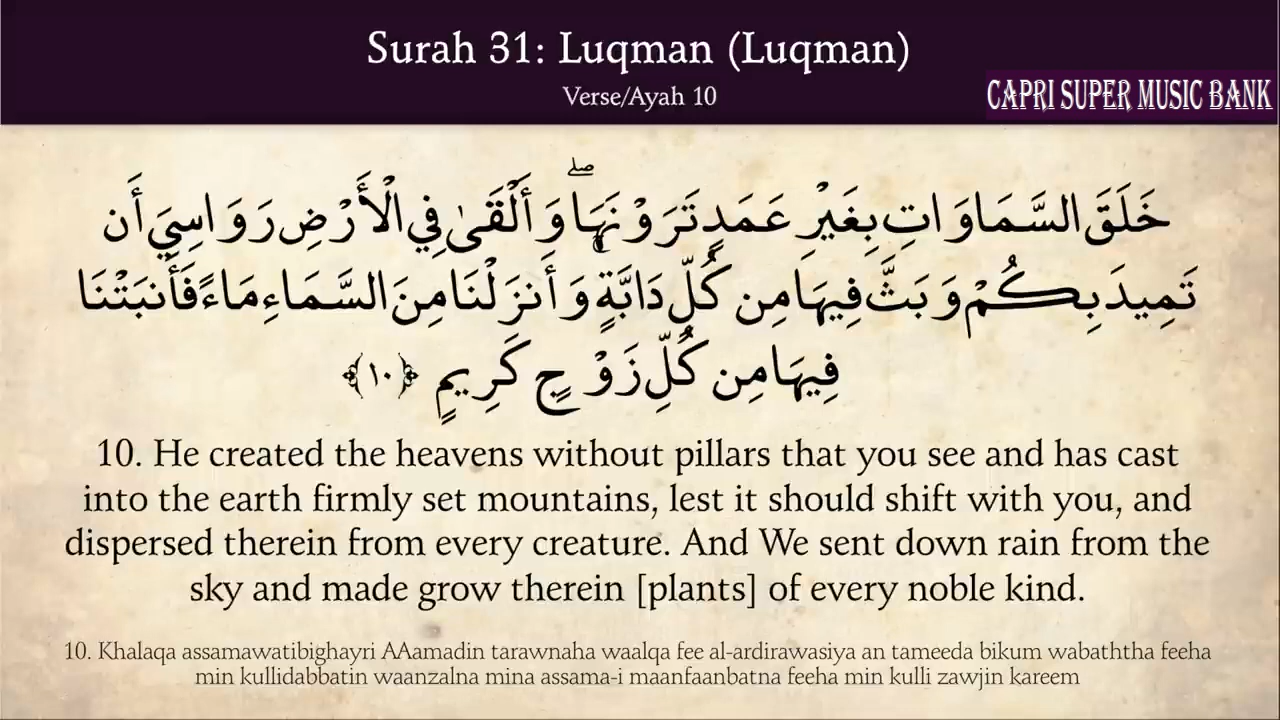 Surah 31: Luqman (Luqman)
Verse/Ayah 10
CAPRI SUPER MUSIC BANK
خَلَقَ السَّمَاوَاتِ بِغَيْرِ عَمَدٍ تَرَوْنَهَا ۖ وَأَلْقَىٰ فِي الْأَرْضِ رَوَاسِيَ أَن
تَمِيدَ بِكُمْ وَبَثَّ فِيهَا مِن كُلِّ دَابَّةٍ وَأَنزَلْنَا مِنَ السَّمَاءِ مَاءً فَأَنبَتْنَا
فِيهَا مِن كُلِّ زَوْجٍ كَرِيمٍ ﴿١٠﴾
10. He created the heavens without pillars that you see and has cast
into the earth firmly set mountains, lest it should shift with you, and
dispersed therein from every creature. And We sent down rain from the
sky and made grow therein [plants] of every noble kind.
10. Khalaqa assamawatibighayri AAamadin tarawnaha waalqa fee al-ardirawasiya an tameeda bikum wabaththa feeha
min kullidabbatin waanzalna mina assama-i maanfaanbatna feeha min kulli zawjin kareem